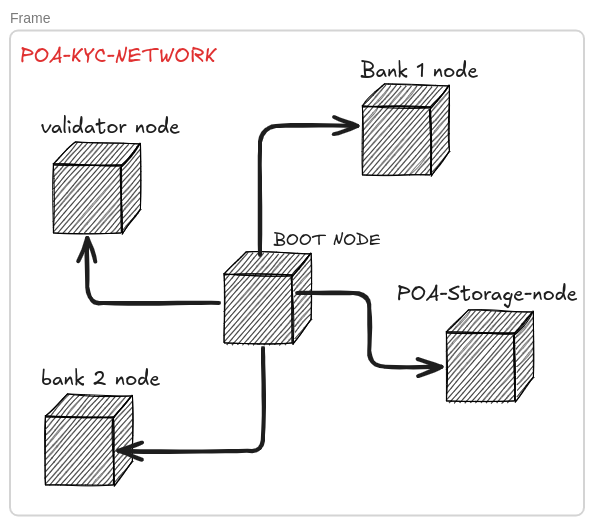 Frame
POA-KYC-NETWORK
Bank 1 node
validator node
BOOT NODE
POA-Storage-node
bank 2 node